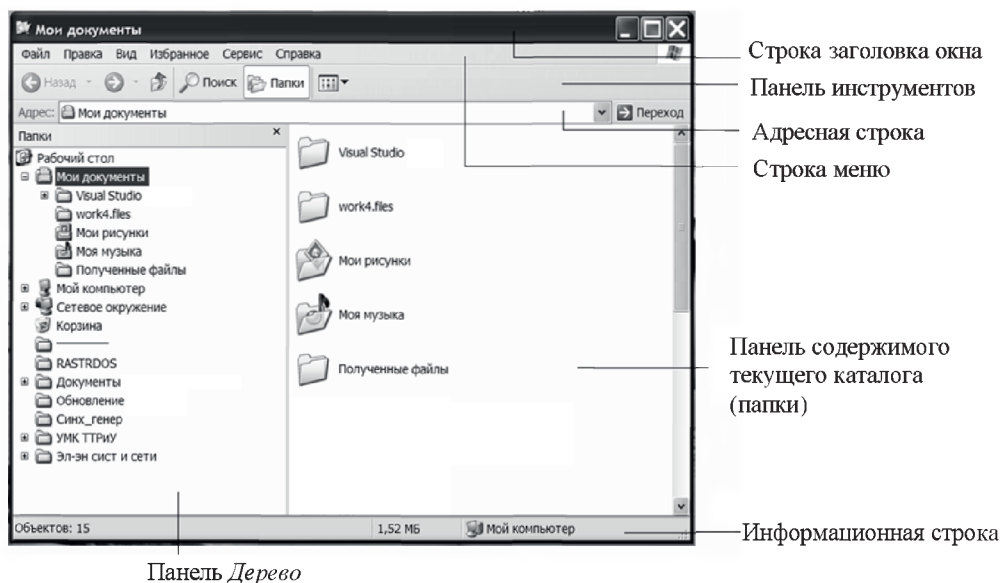 Мои документы
Файл Правка Вид Избранное Сервис Справка
Назад Поиск Папки
Адрес: Мои документы Переход
Папки
Рабочий стол
Мои документы
Visual Studio
work4.files
Мои рисунки
Моя музыка
Полученные файлы
Мой компьютер
Сетевое окружение
Корзина
RASTRDOS
Документы
Обновление
Синх_генер
УМК ТТРиУ
Эл-эн сист и сети
Visual Studio
work4.files
Мои рисунки
Моя музыка
Полученные файлы
Объектов: 15 1,52 МБ Мой компьютер
Строка заголовка окна
Панель инструментов
Адресная строка
Строка меню
Панель содержимого
текущего каталога
(папки)
Информационная строка
Панель Дерево